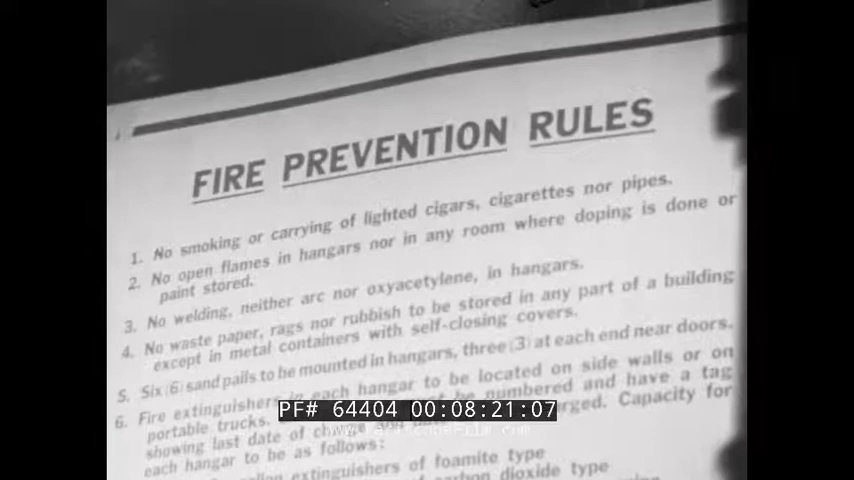 FIRE PREVENTION RULES
1. No smoking or carrying of lighted cigars, cigarettes nor pipes.
2. No open flames in hangars nor in any room where doping is done or
paint stored.
3. No welding, neither arc nor oxyacetylene, in hangars.
4. No waste paper, rags nor rubbish to be stored in any part of a building
except in metal containers with self-closing covers.
5. Six (6) sand pails to be mounted in hangars, three (3) at each end near doors.
6. Fire extinguishers in each hangar to be located on side walls or on
portable trucks. be numbered and have a tag
showing last date of Capacity for
each hangar to be as follows:
extinguishers of foamite type
carbon dioxide type
PF# 64404 00:08:21:07